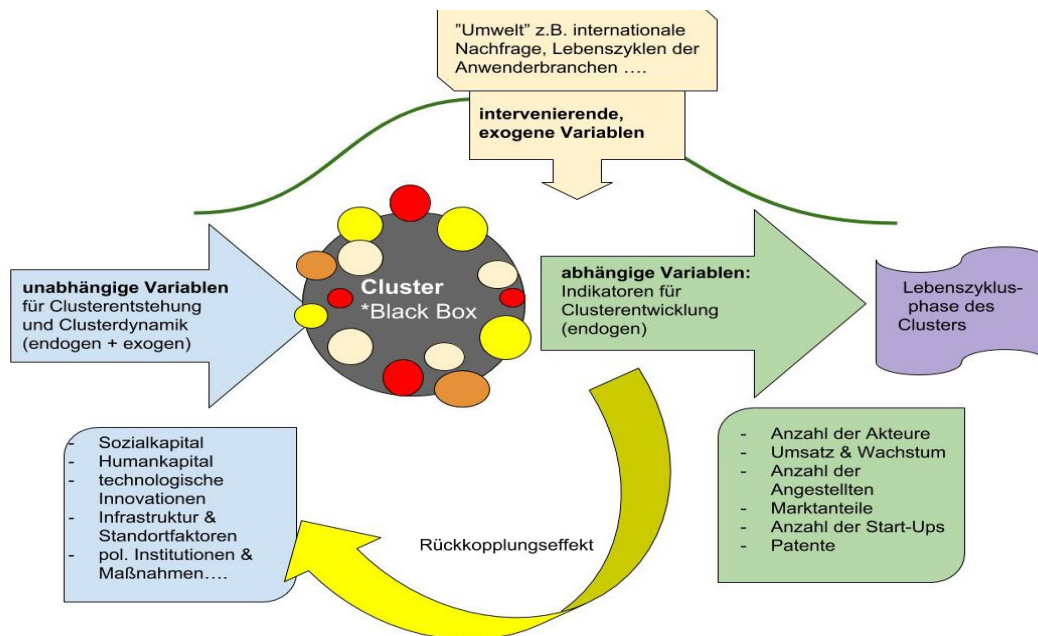 "Umwelt" z.B. internationale
Nachfrage, Lebenszyklen der
Anwenderbranchen ….
intervenierende,
exogene Variablen
unabhängige Variablen
für Clusterentstehung
und Clusterdynamik
(endogen + exogen)
Cluster
*Black Box
abhängige Variablen:
Indikatoren für
Clusterentwicklung
(endogen)
Lebenszyklus-
phase des
Clusters
- Sozialkapital
- Humankapital
- technologische
Innovationen
- Infrastruktur &
Standortfaktoren
- pol. Institutionen &
Maßnahmen….
Rückkopplungseffekt
- Anzahl der Akteure
- Umsatz & Wachstum
- Anzahl der
Angestellten
- Marktanteile
- Anzahl der Start-Ups
- Patente